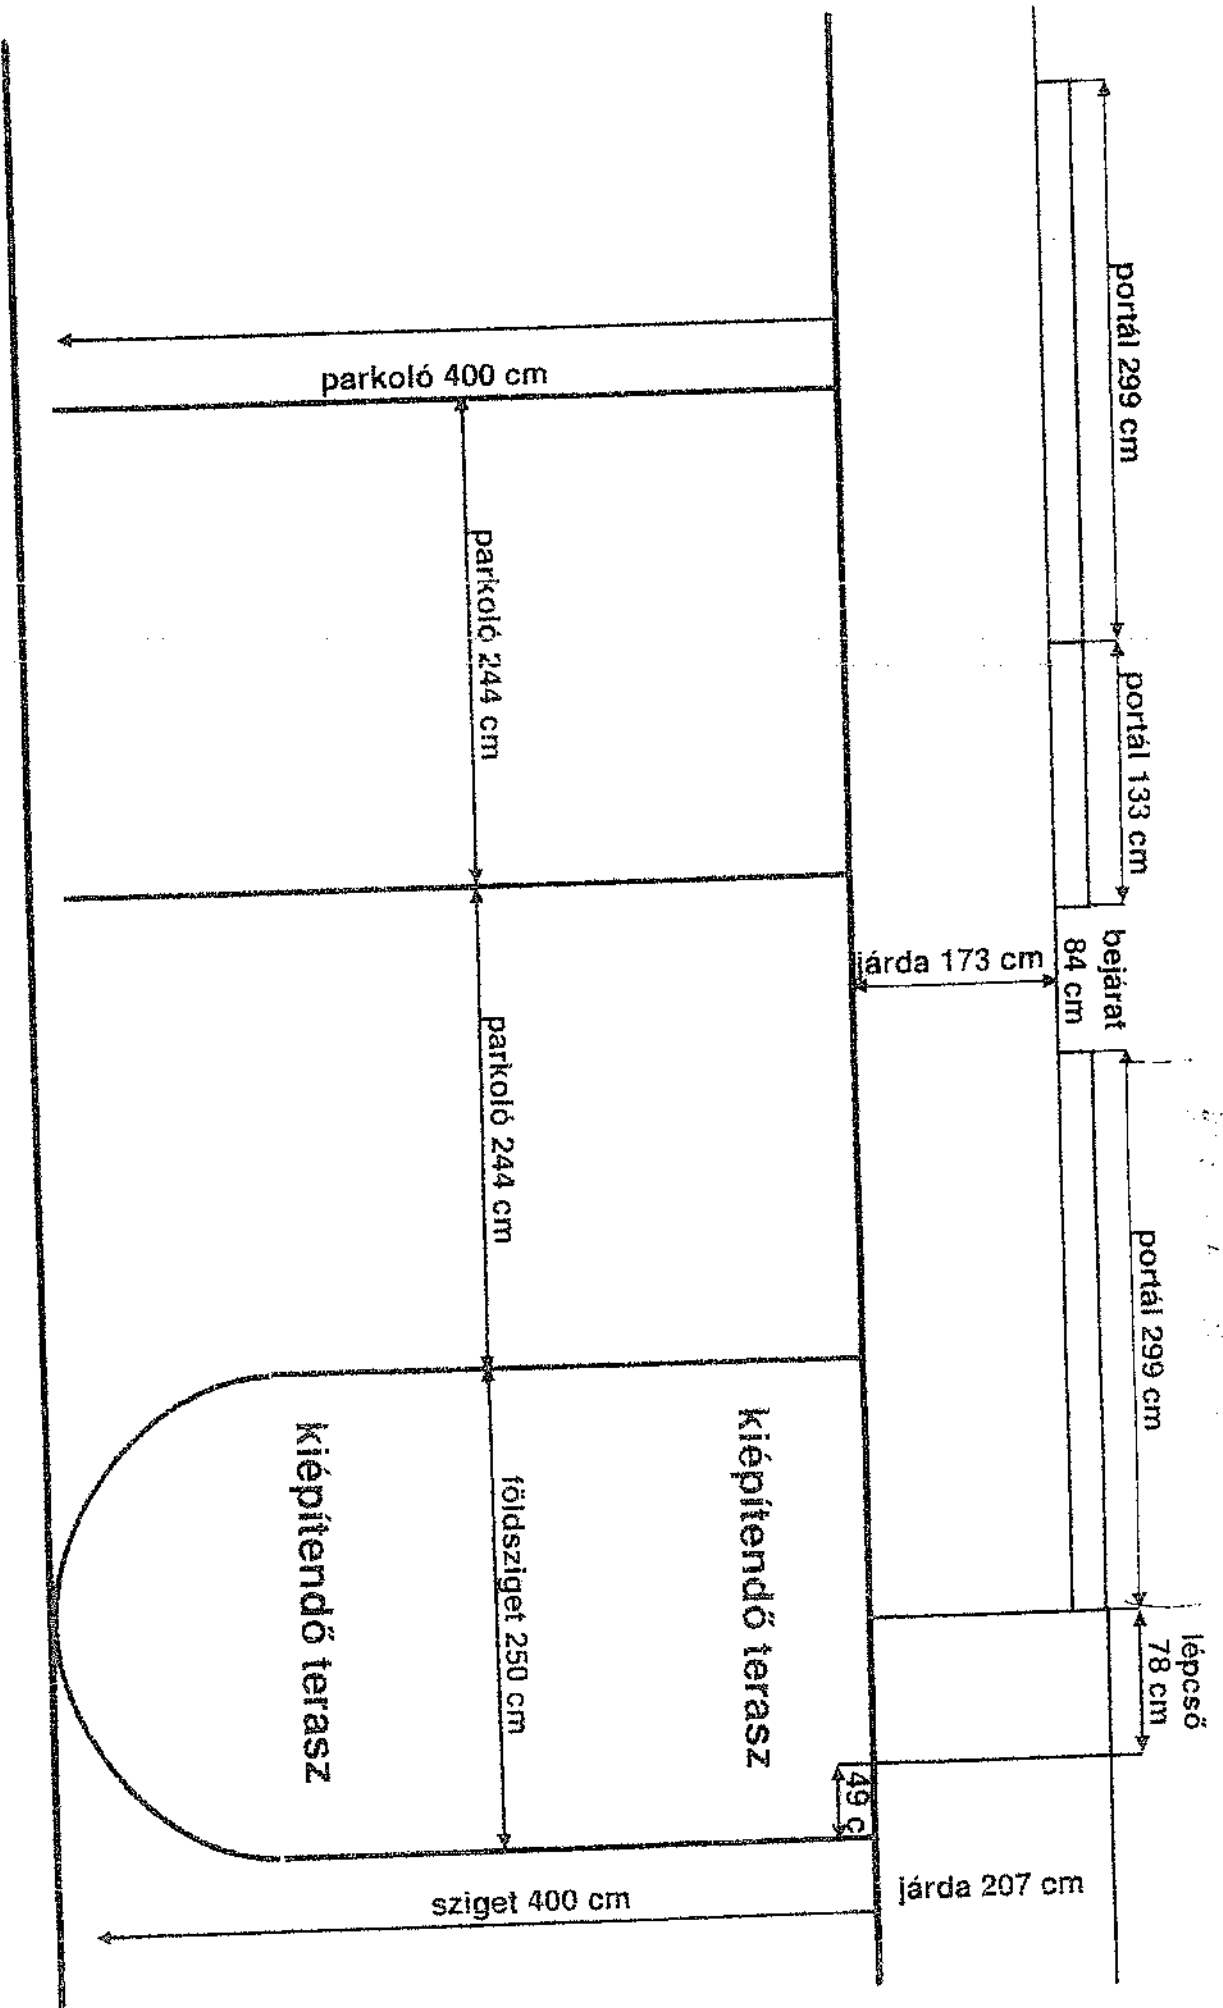 portál 299 cm
portál 133 cm
bejárat
84 cm
portál 299 cm
lépcső
78 cm
járda 173 cm
járda 207 cm
49 c
parkoló 400 cm
parkoló 244 cm
parkoló 244 cm
földsziget 250 cm
kiépítendő terasz
kiépítendő terasz
sziget 400 cm